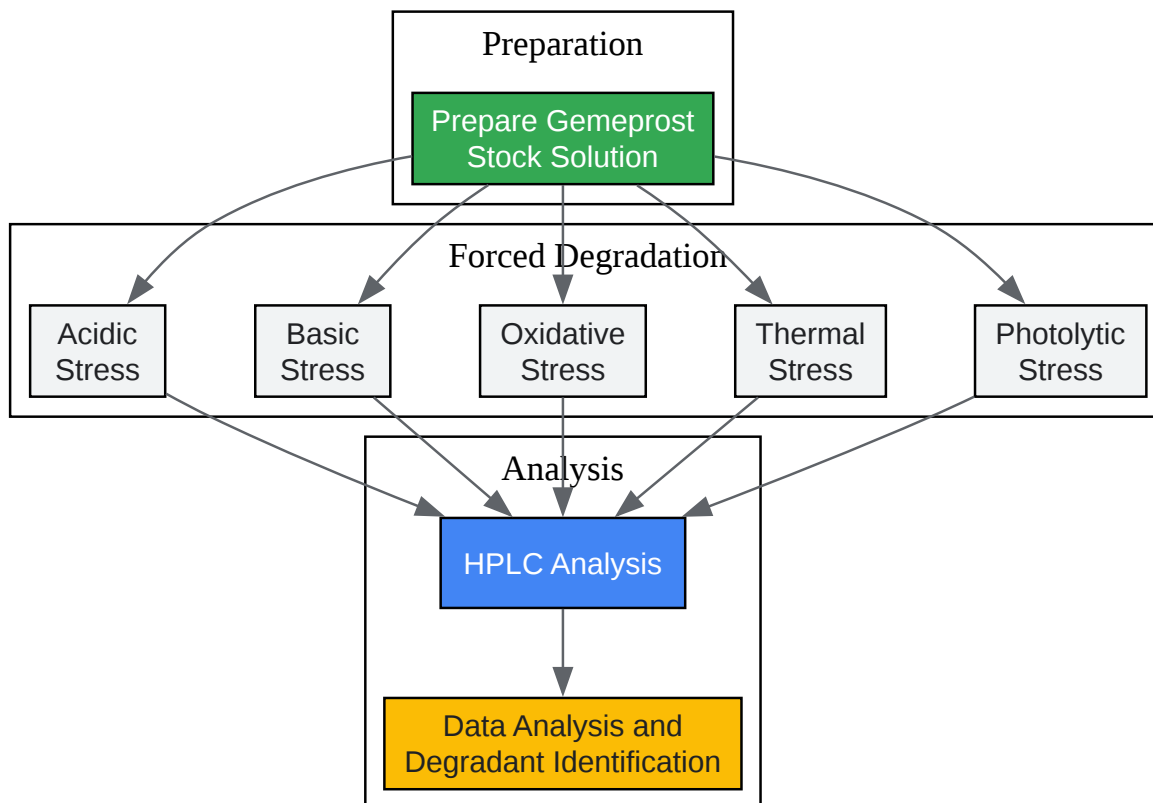 Preparation
Prepare Gemeprost
Stock Solution
Forced Degradation
Acidic
Stress
Basic
Stress
Oxidative
Stress
Thermal
Stress
Photolytic
Stress
Analysis
HPLC Analysis
Data Analysis and
Degradant Identification